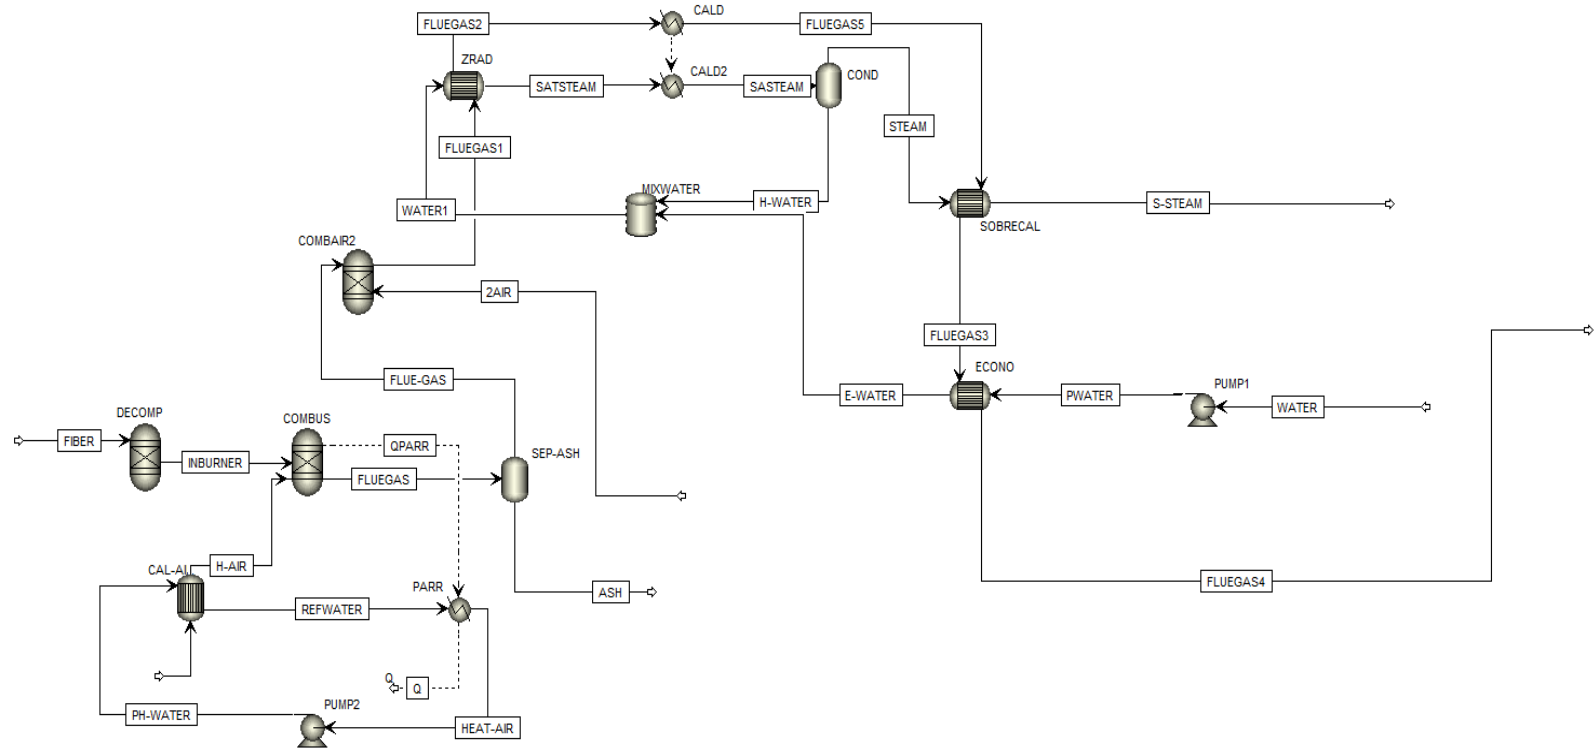 FLUEGAS2
CALD
FLUEGAS5
ZRAD
SATSTEAM
CALD2
SASTEAM
COND
STEAM
FLUEGAS1
MIXWATER
H-WATER
WATER1
S-STEAM
SOBRECAL
COMBAIR2
2AIR
FLUEGAS3
ECONO
FLUE-GAS
E-WATER
PWATER
PUMP1
WATER
DECOMP
COMBUS
FIBER
INBURNER
QPARR
FLUEGAS
SEP-ASH
H-AIR
CAL-AI
REFWATER
PARR
ASH
FLUEGAS4
Q
Q
PH-WATER
PUMP2
HEAT-AIR